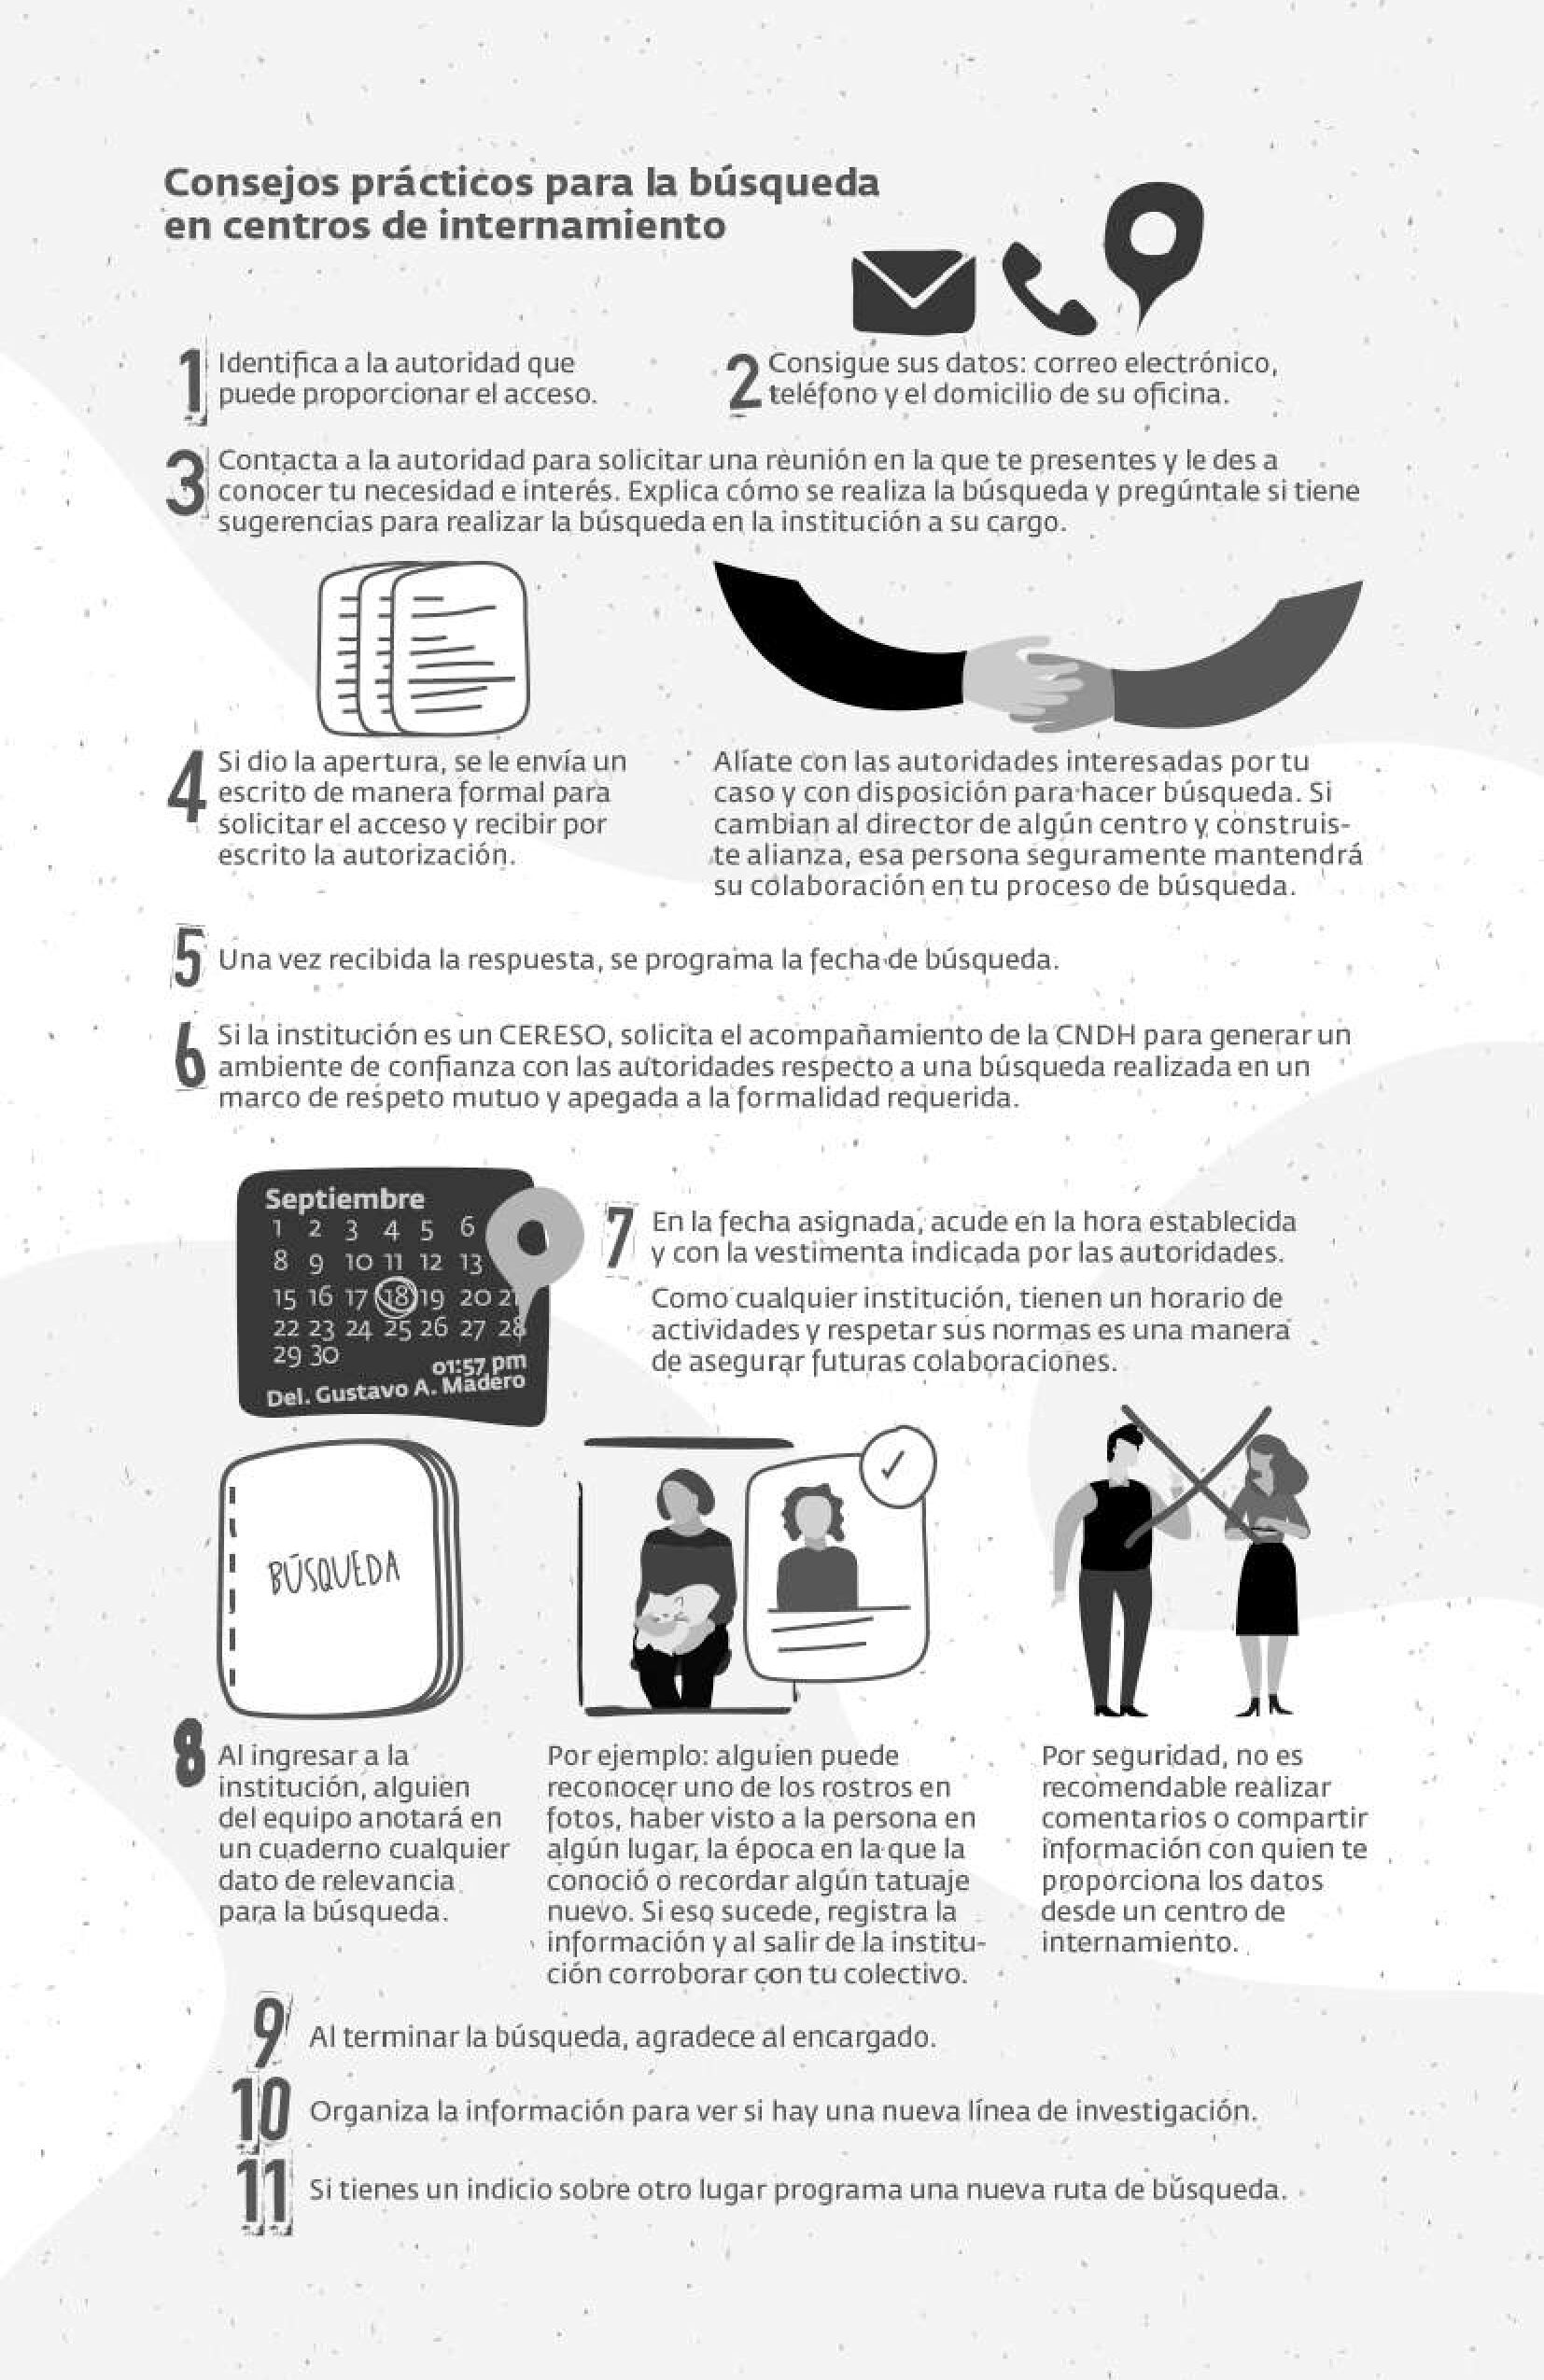 Consejos prácticos para la búsqueda
en centros de internamiento
1 Identifica a la autoridad que
puede proporcionar el acceso.
2 Consigue sus datos: correo electrónico,
teléfono y el domicilio de su oficina.
3 Contacta a la autoridad para solicitar una reunión en la que te presentes y le des a
conocer tu necesidad e interés. Explica cómo se realiza la búsqueda y pregúntale si tiene
sugerencias para realizar la búsqueda en la institución a su cargo.
4 Si dio la apertura, se le envía un
escrito de manera formal para
solicitar el acceso y recibir por
escrito la autorización.
Alíate con las autoridades interesadas por tu
caso y con disposición para hacer búsqueda. Si
cambian al director de algún centro y construis-
te alianza, esa persona seguramente mantendrá
su colaboración en tu proceso de búsqueda.
5 Una vez recibida la respuesta, se programa la fecha de búsqueda.
6 Si la institución es un CERESO, solicita el acompañamiento de la CNDH para generar un
ambiente de confianza con las autoridades respecto a una búsqueda realizada en un
marco de respeto mutuo y apegada a la formalidad requerida.
Septiembre
1 2 3 4 5 6
8 9 10 11 12 13
15 16 17 18 19 20 21
22 23 24 25 26 27 28
29 30
01:57 pm
Del. Gustavo A. Madero
7 En la fecha asignada, acude en la hora establecida
y con la vestimenta indicada por las autoridades.
Como cualquier institución, tienen un horario de
actividades y respetar sus normas es una manera
de asegurar futuras colaboraciones.
BÚSQUEDA
8 Al ingresar a la
institución, alguien
del equipo anotará en
un cuaderno cualquier
dato de relevancia
para la búsqueda.
Por ejemplo: alguien puede
reconocer uno de los rostros en
fotos, haber visto a la persona en
algún lugar, la época en la que la
conoció o recordar algún tatuaje
nuevo. Si eso sucede, registra la
información y al salir de la institu-
ción corroborar con tu colectivo.
Por seguridad, no es
recomendable realizar
comentarios o compartir
información con quien te
proporciona los datos
desde un centro de
internamiento.
9 Al terminar la búsqueda, agradece al encargado.
10 Organiza la información para ver si hay una nueva línea de investigación.
11 Si tienes un indicio sobre otro lugar programa una nueva ruta de búsqueda.